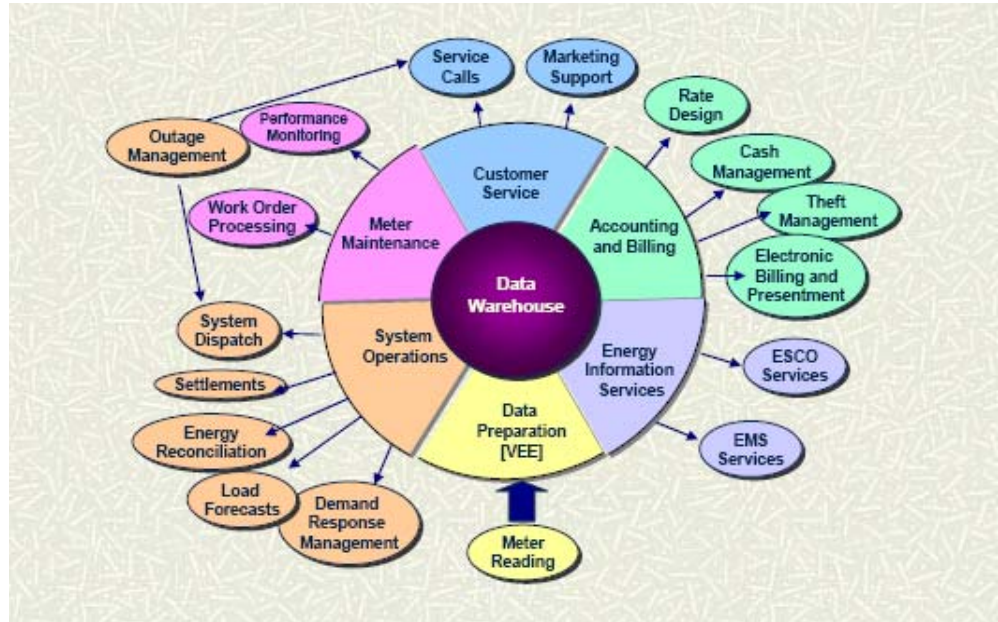 Service
Calls
Marketing
Support
Rate
Design
Performance
Monitoring
Outage
Management
Cash
Management
Customer
Service
Theft
Management
Work Order
Processing
Meter
Maintenance
Accounting
and Billing
Electronic
Billing and
Presentment
Data
Warehouse
System
Dispatch
System
Operations
Energy
Information
Services
ESCO
Services
Settlements
Data
Preparation
[VEE]
Energy
Reconciliation
EMS
Services
Load
Forecasts
Demand
Response
Management
Meter
Reading